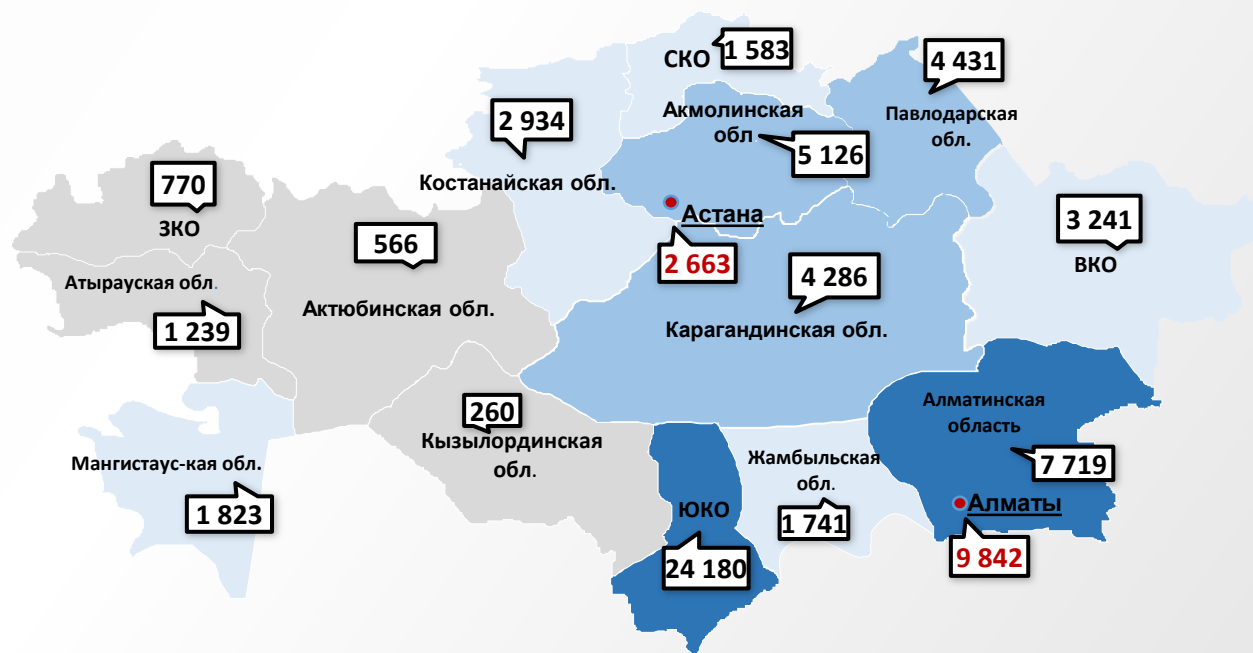 СКО
1 583
4 431
Акмолинская
обл
5 126
Павлодарская
обл.
2 934
Костанайская обл.
770
ЗКО
566
Астана
2 663
3 241
ВКО
Атырауская обл.
1 239
Актюбинская обл.
4 286
Карагандинская обл.
260
Кызылординская
обл.
Алматинская
область
7 719
Мангистаус-кая обл.
1 823
Жамбыльская
обл.
1 741
ЮКО
24 180
Алматы
9 842